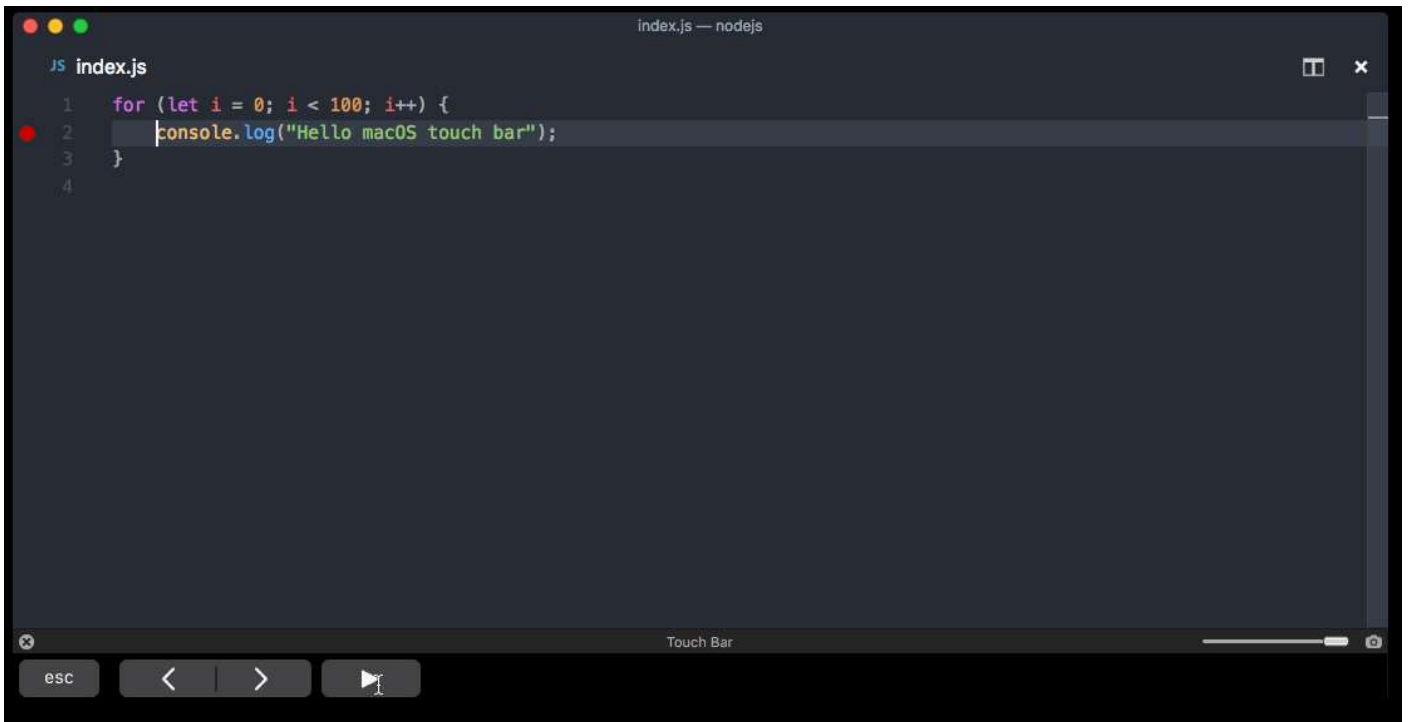 index.js — nodejs
JS index.js
1 for (let i = 0; i < 100; i++) {
2 console.log("Hello macOS touch bar");
3 }
4
Touch Bar
esc